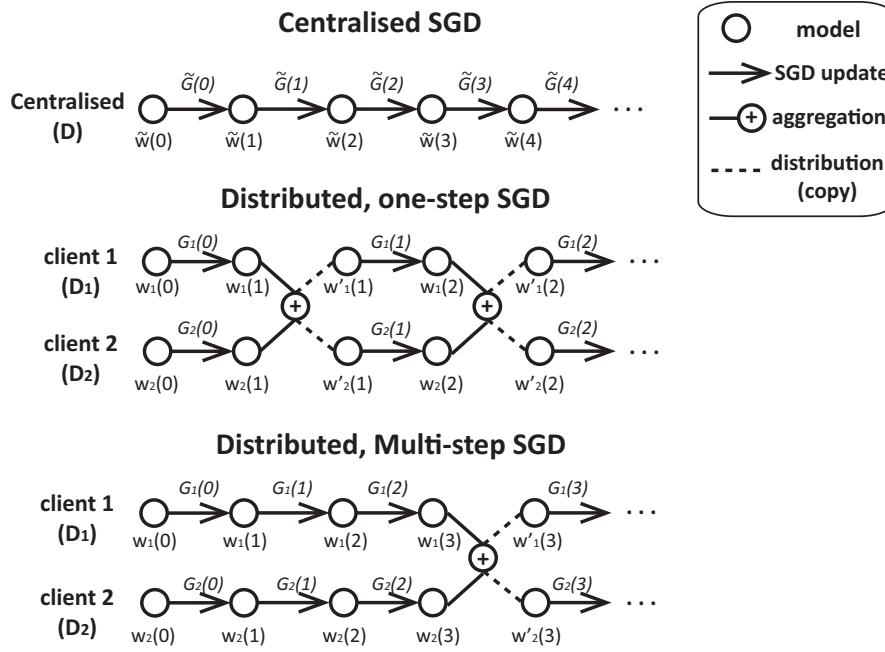 Centralised SGD
model
SGD update
aggregation
distribution
(copy)
Centralised
(D)
G̃(0) G̃(1) G̃(2) G̃(3) G̃(4)
...
w̃(0) w̃(1) w̃(2) w̃(3) w̃(4)
Distributed, one-step SGD
client 1
(D₁)
G₁(0) G₁(1) G₁(2)
...
w₁(0) w₁(1) w'₁(1) w₁(2) w'₁(2)
+ +
client 2
(D₂)
G₂(0) G₂(1) G₂(2)
...
w₂(0) w₂(1) w'₂(1) w₂(2) w'₂(2)
Distributed, Multi-step SGD
client 1
(D₁)
G₁(0) G₁(1) G₁(2) G₁(3)
...
w₁(0) w₁(1) w₁(2) w₁(3) w'₁(3)
+
client 2
(D₂)
G₂(0) G₂(1) G₂(2) G₂(3)
...
w₂(0) w₂(1) w₂(2) w₂(3) w'₂(3)